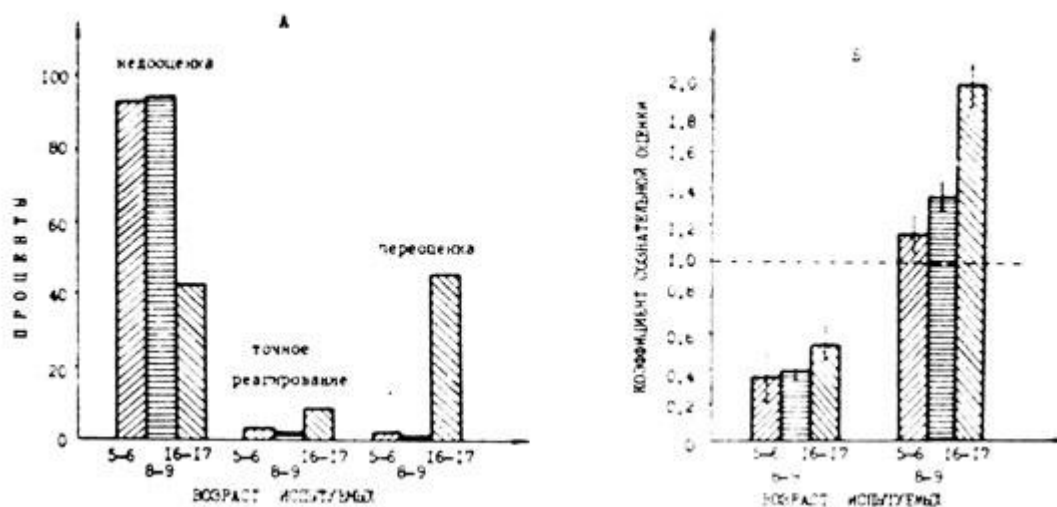 А
недооценка
100
80
60
40
20
0
ПРОЦЕНТЫ
точное
реагирование
переоценка
5-6 16-17 5-6 16-17 5-6 16-17
8-9 8-9 8-9
ВОЗРАСТ ИСПЫТУЕМЫХ
Б
КОЭФФИЦИЕНТ СОЗНАТЕЛЬНОЙ ОЦЕНКИ
2,0
1,8
1,6
1,4
1,2
1,0
0,8
0,6
0,4
0,2
0
5-6 16-17 5-6 16-17
8-9 8-9
ВОЗРАСТ ИСПЫТУЕМЫХ